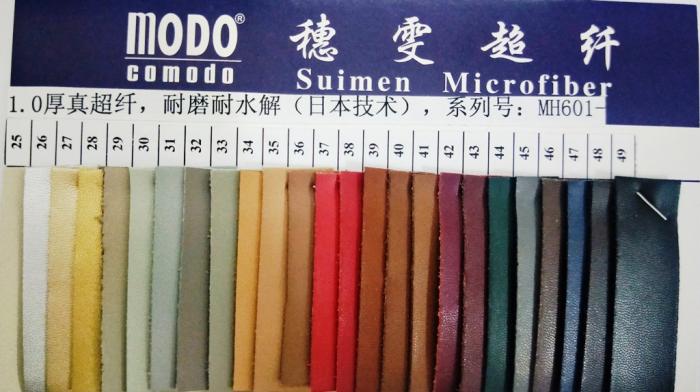 MODO®
comodo
穗雯超纤
Suimen Microfiber
1.0厚真超纤，耐磨耐水解（日本技术），系列号：MH601-
25 26 27 28 29 30 31 32 33 34 35 36 37 38 39 40 41 42 43 44 45 46 47 48 49